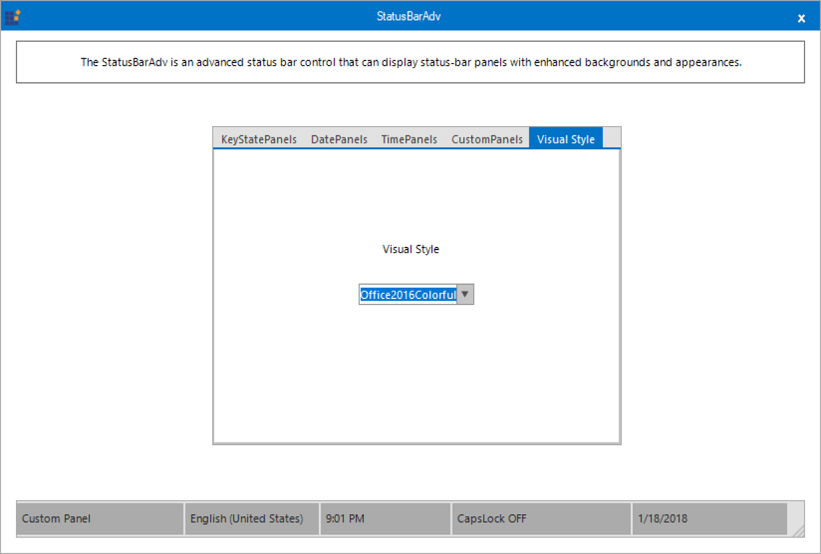 StatusBarAdv
x
The StatusBarAdv is an advanced status bar control that can display status-bar panels with enhanced backgrounds and appearances.
KeyStatePanels DatePanels TimePanels CustomPanels Visual Style
Visual Style
Office2016Colorful
Custom Panel English (United States) 9:01 PM CapsLock OFF 1/18/2018